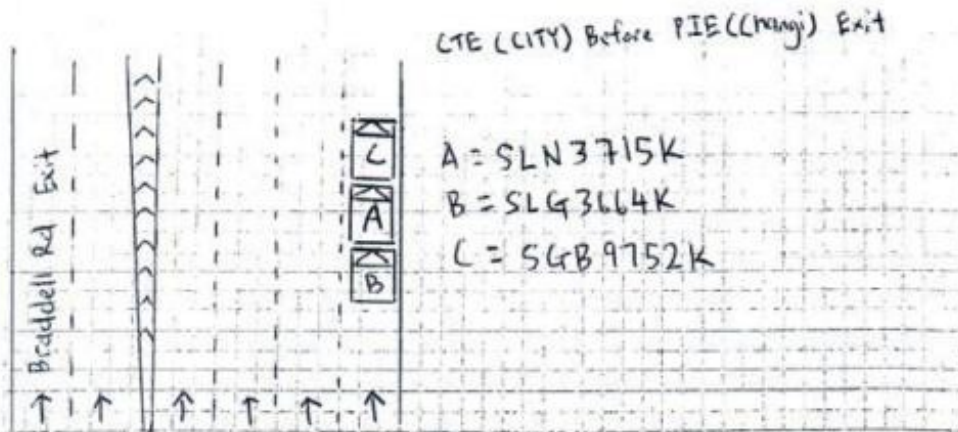 CTE (CITY) Before PIE (Changi) Exit
Braddell Rd Exit
C
A
B
A = SLN3715K
B = SLG3664K
C = SGB9752K